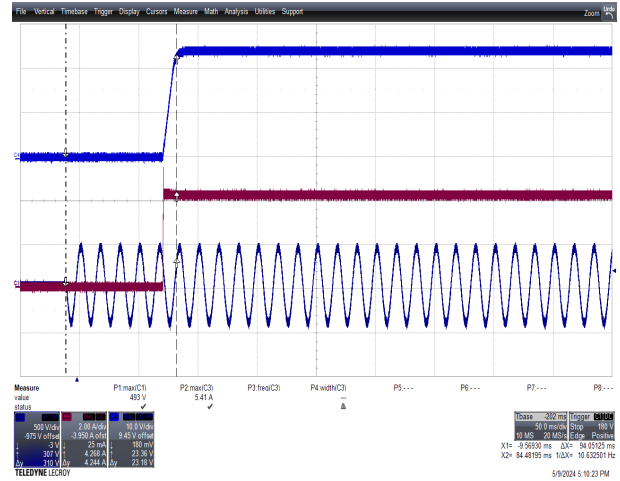 File Vertical Timebase Trigger Display Cursors Measure Math Analysis Utilities Support Zoom Undo
Measure P1:max(C1) P2:max(C3) P3:freq(C3) P4:width(C3) P5:- - - P6:- - - P7:- - - P8:- - -
value 493 V 5.41 A ---
status
500 V/div 2.00 A/div 10.0 V/div Tbase -202 ms Trigger
-975 V offset -3.950 A ofst 9.45 V offset 50.0 ms/div Stop 180 V
-3 V 25 mA 180 mV 10 MS 20 MS/s Edge Positive
307 V 4.268 A 23.36 V X1= -9.56930 ms ΔX= 94.05125 ms
Δy 310 V Δy 4.244 A Δy 23.18 V X2= 84.48195 ms 1/ΔX= 10.632501 Hz
TELEDYNE LECROY 5/9/2024 5:10:23 PM